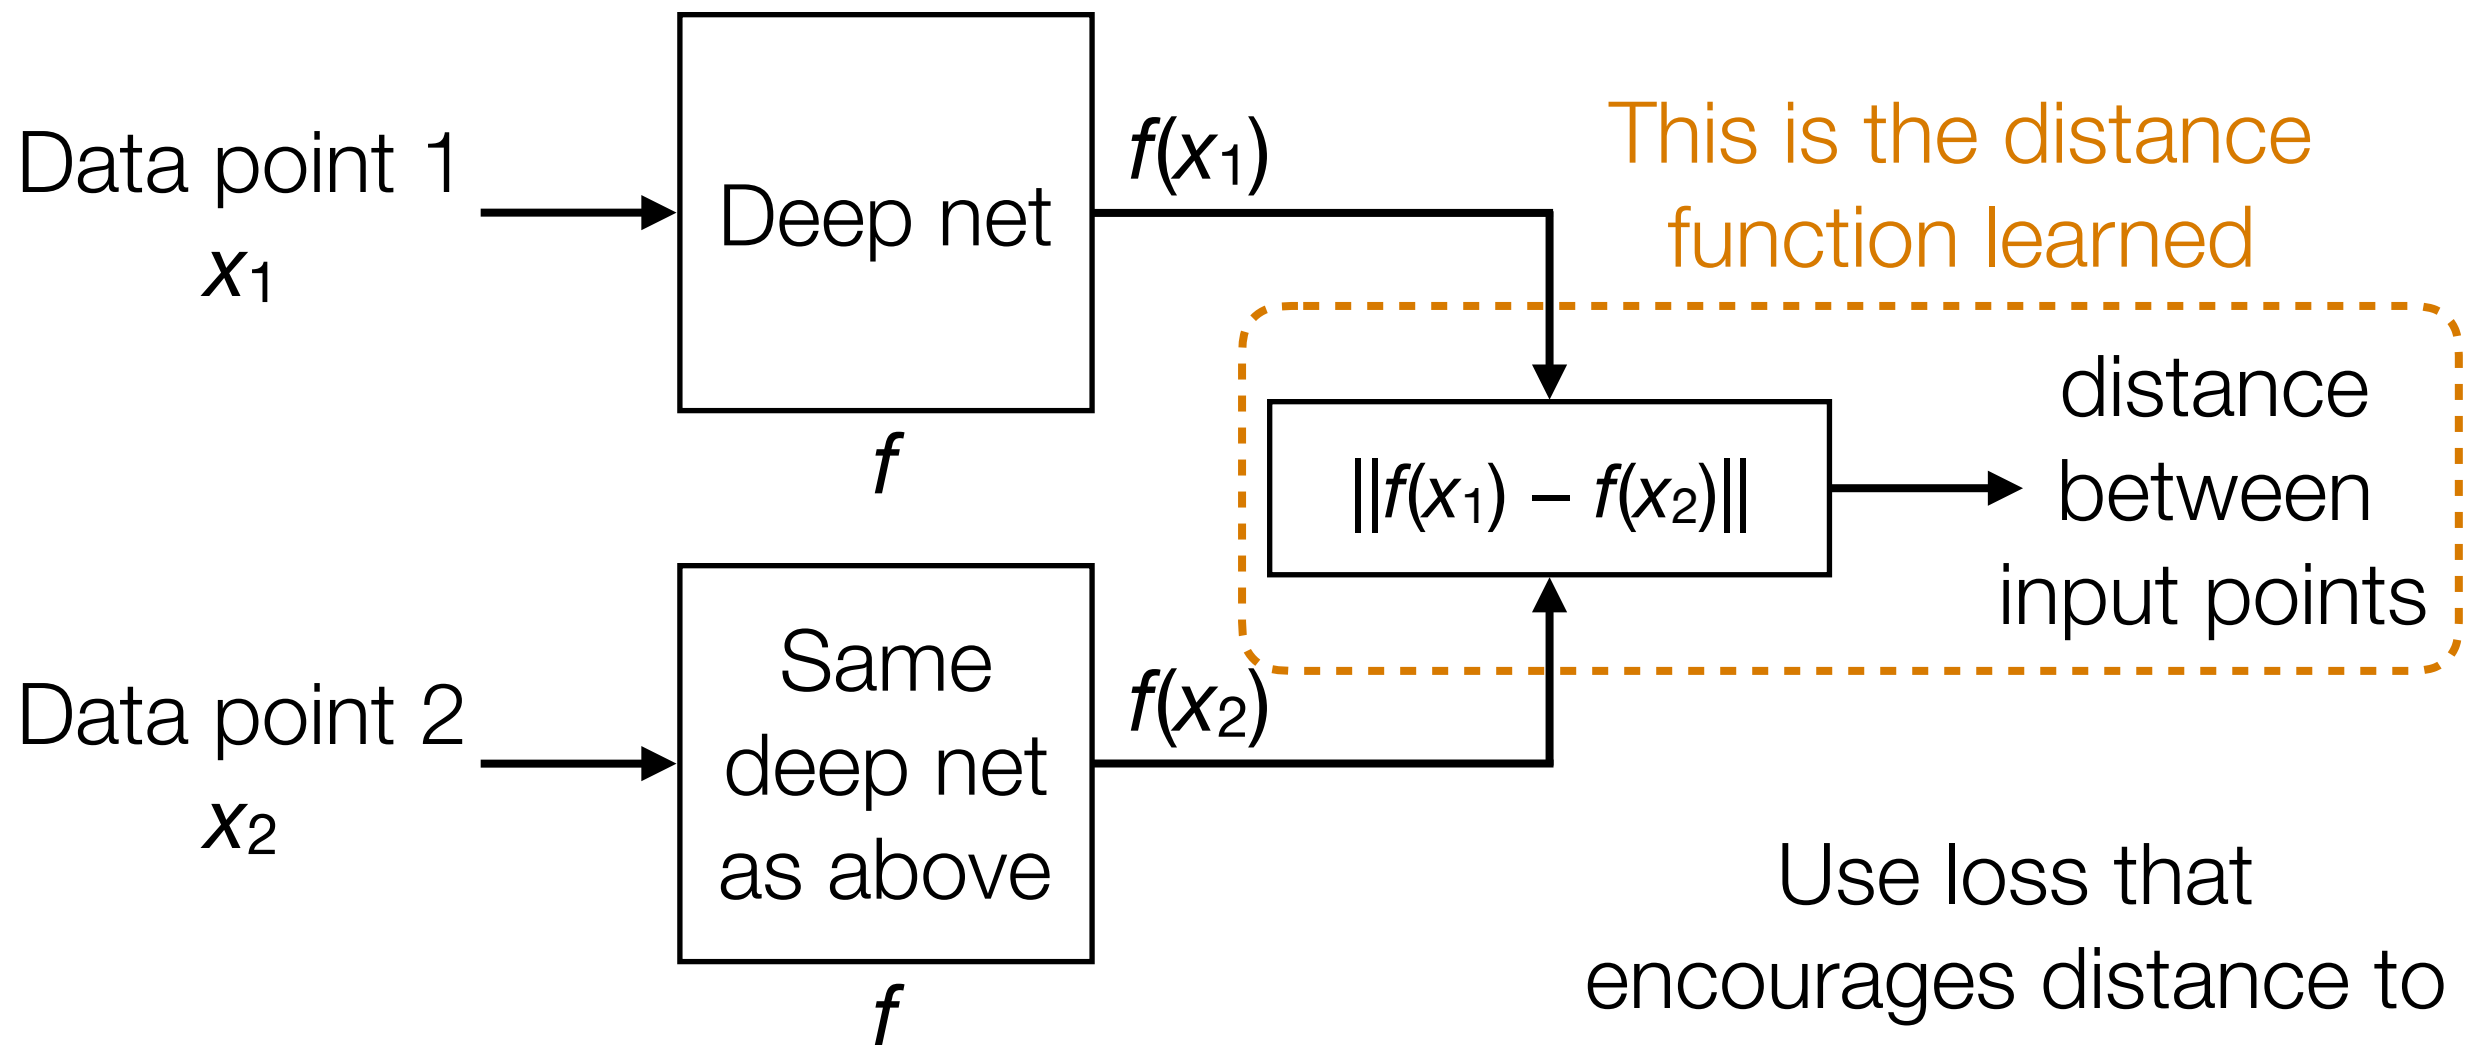 Data point 1
x₁
Deep net
f
f(x₁)
This is the distance
function learned
||f(x₁) – f(x₂)||
distance
between
input points
Data point 2
x₂
Same
deep net
as above
f
f(x₂)
Use loss that
encourages distance to